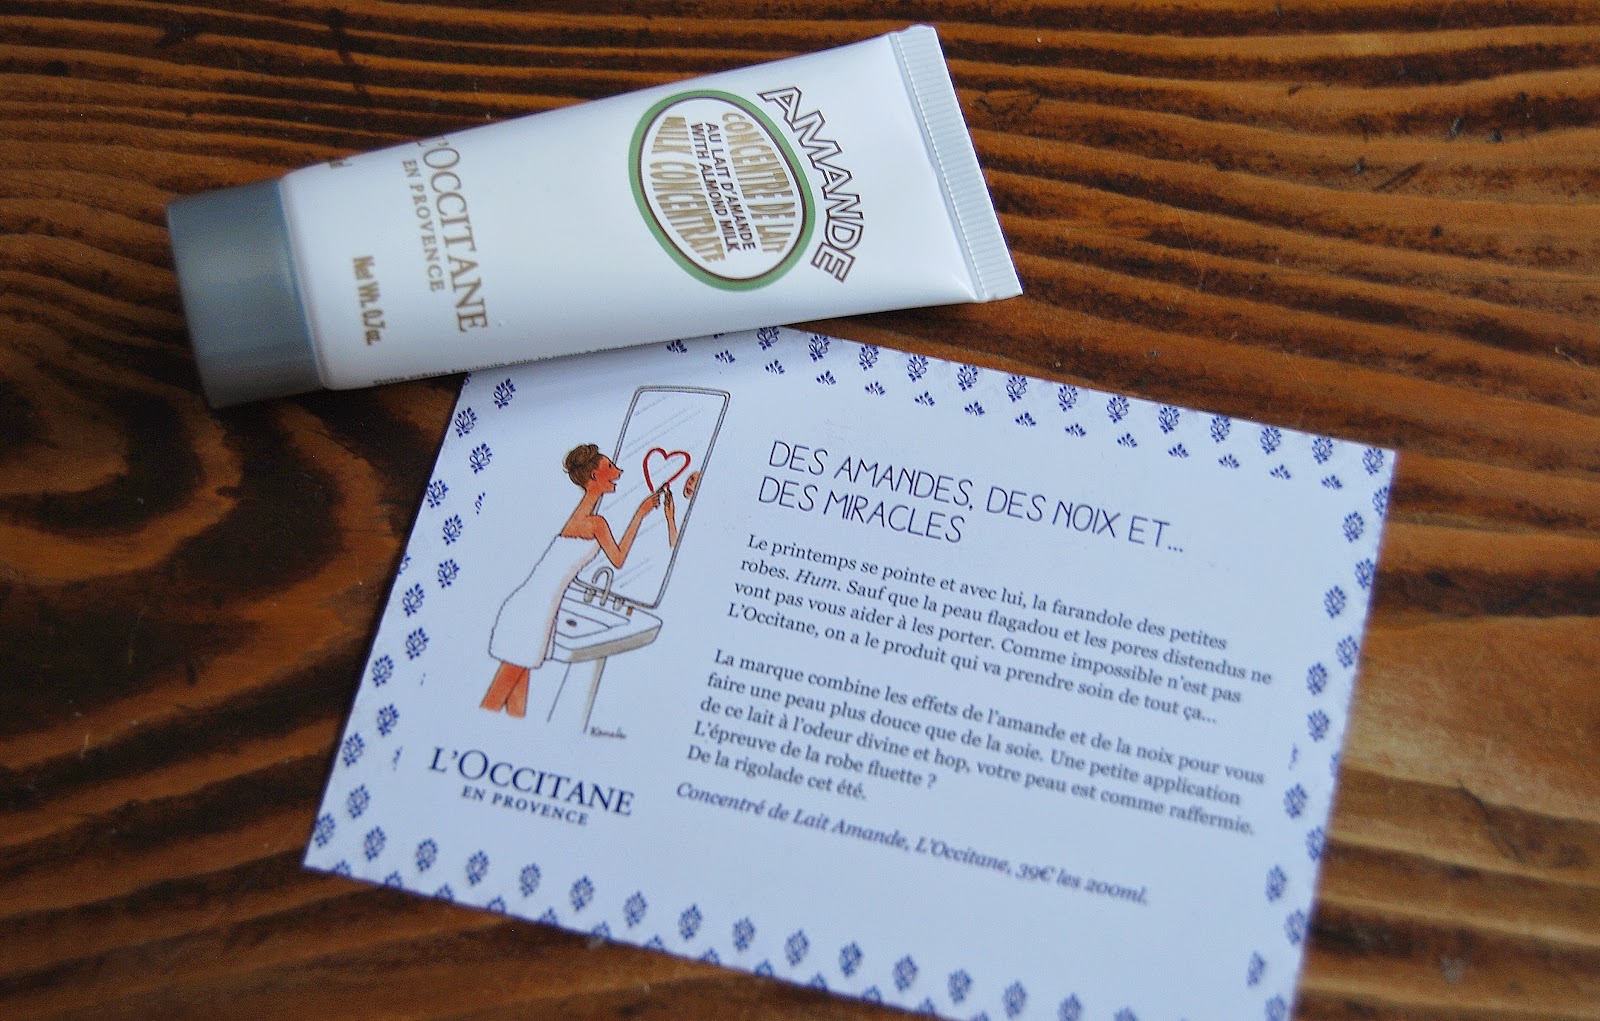 AMANDE
CONCENTRÉ DE LAIT
AU LAIT D'AMANDE
WITH ALMOND MILK
MILK CONCENTRATE
L'OCCITANE
EN PROVENCE
Net Wt. 0.7oz.
DES AMANDES, DES NOIX ET...
DES MIRACLES
Le printemps se pointe et avec lui, la farandole des petites
robes. Hum. Sauf que la peau flagadou et les pores distendus ne
vont pas vous aider à les porter. Comme impossible n'est pas
L'Occitane, on a le produit qui va prendre soin de tout ça...
La marque combine les effets de l'amande et de la noix pour vous
faire une peau plus douce que de la soie. Une petite application
de ce lait à l'odeur divine et hop, votre peau est comme raffermie.
L'épreuve de la robe fluette ?
De la rigolade cet été.
Concentré de Lait Amande, L'Occitane, 39€ les 200ml.
L'OCCITANE
EN PROVENCE